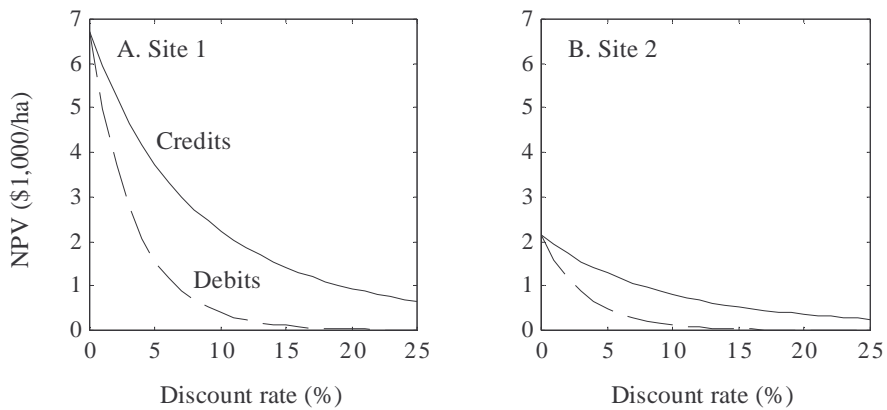 A. Site 1
B. Site 2
NPV ($1,000/ha)
7
6
5
4
3
2
1
0
Credits
Debits
0 5 10 15 20 25
Discount rate (%)
7
6
5
4
3
2
1
0
0 5 10 15 20 25
Discount rate (%)